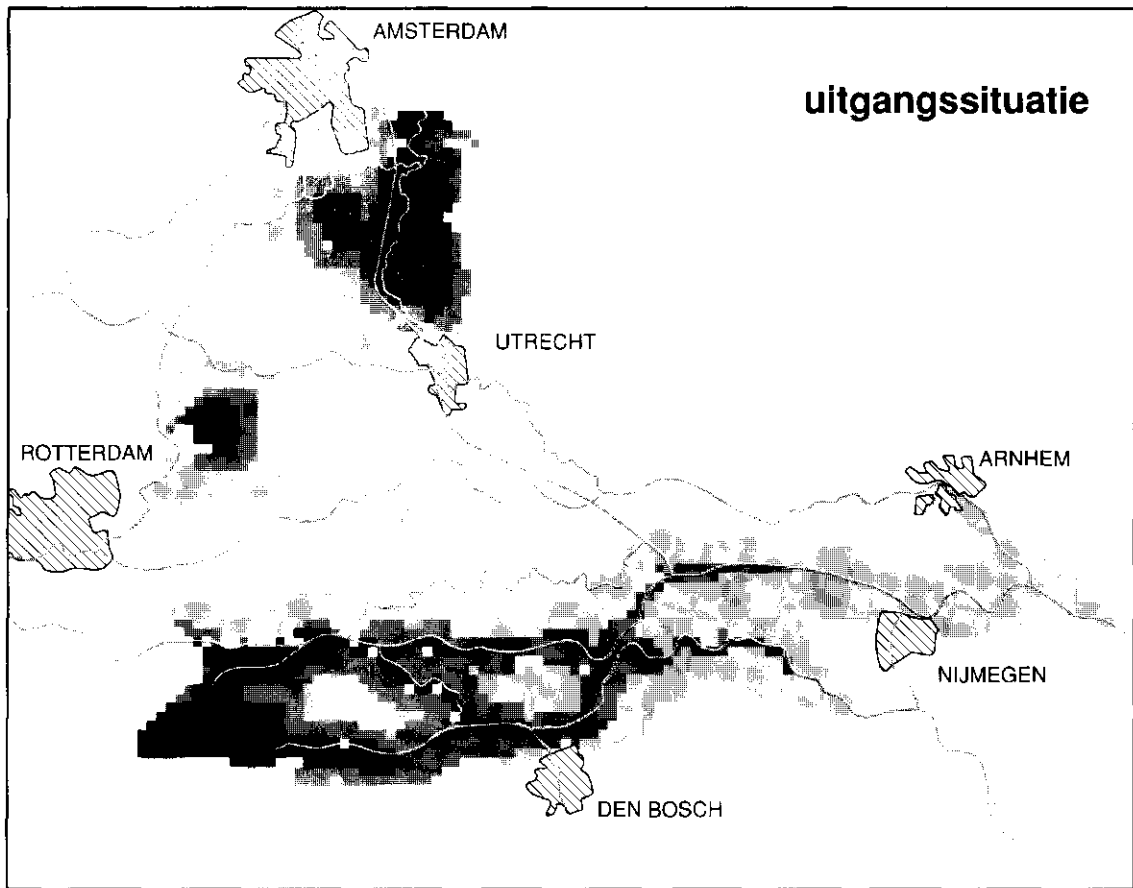 AMSTERDAM
uitgangssituatie
UTRECHT
ROTTERDAM
ARNHEM
NIJMEGEN
DEN BOSCH